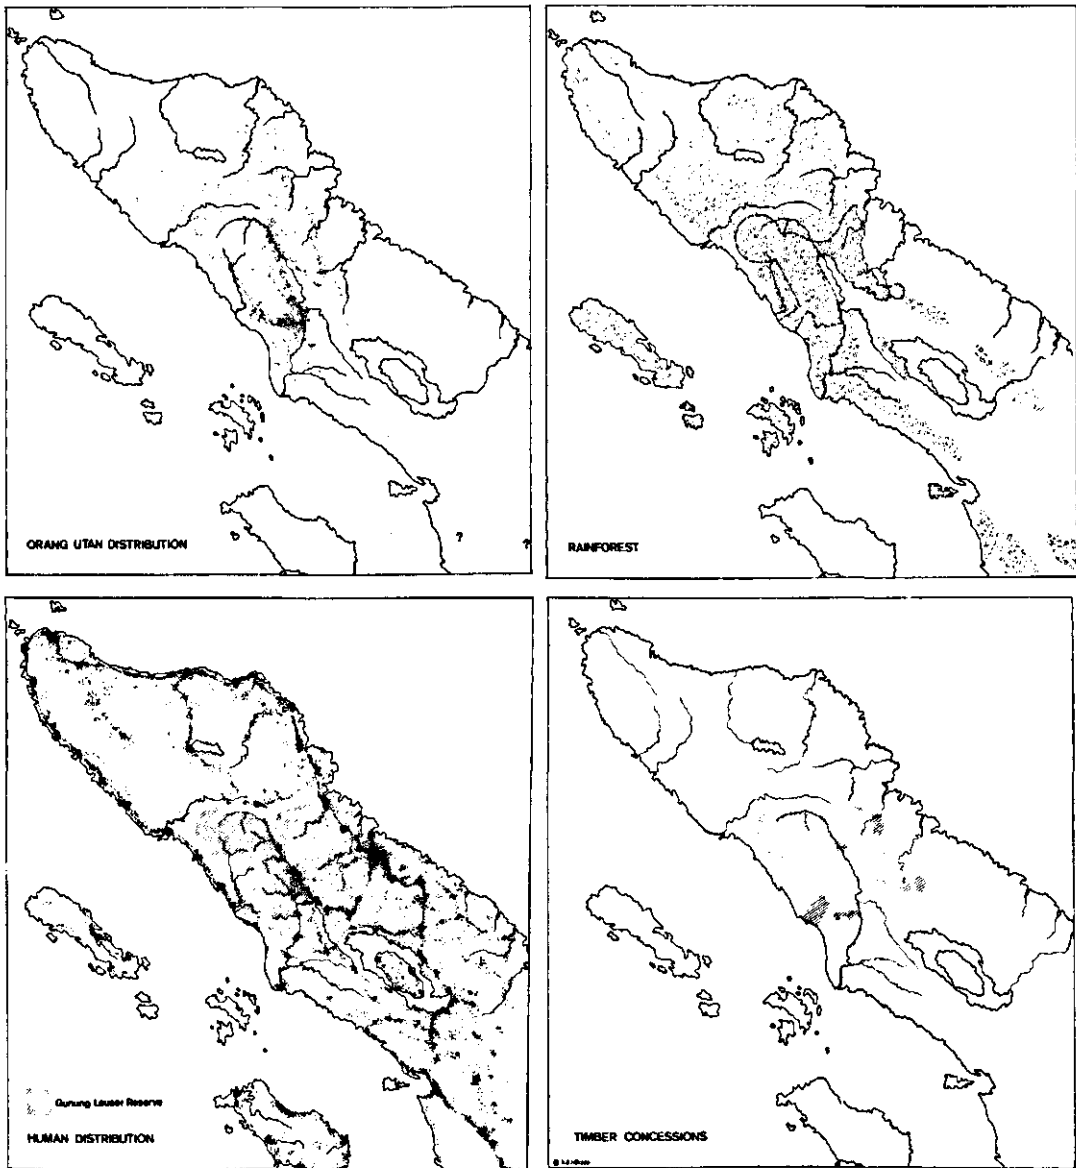 ORANG UTAN DISTRIBUTION
?
?
RAINFOREST
Gunung Leuser Reserve
HUMAN DISTRIBUTION
TIMBER CONCESSIONS